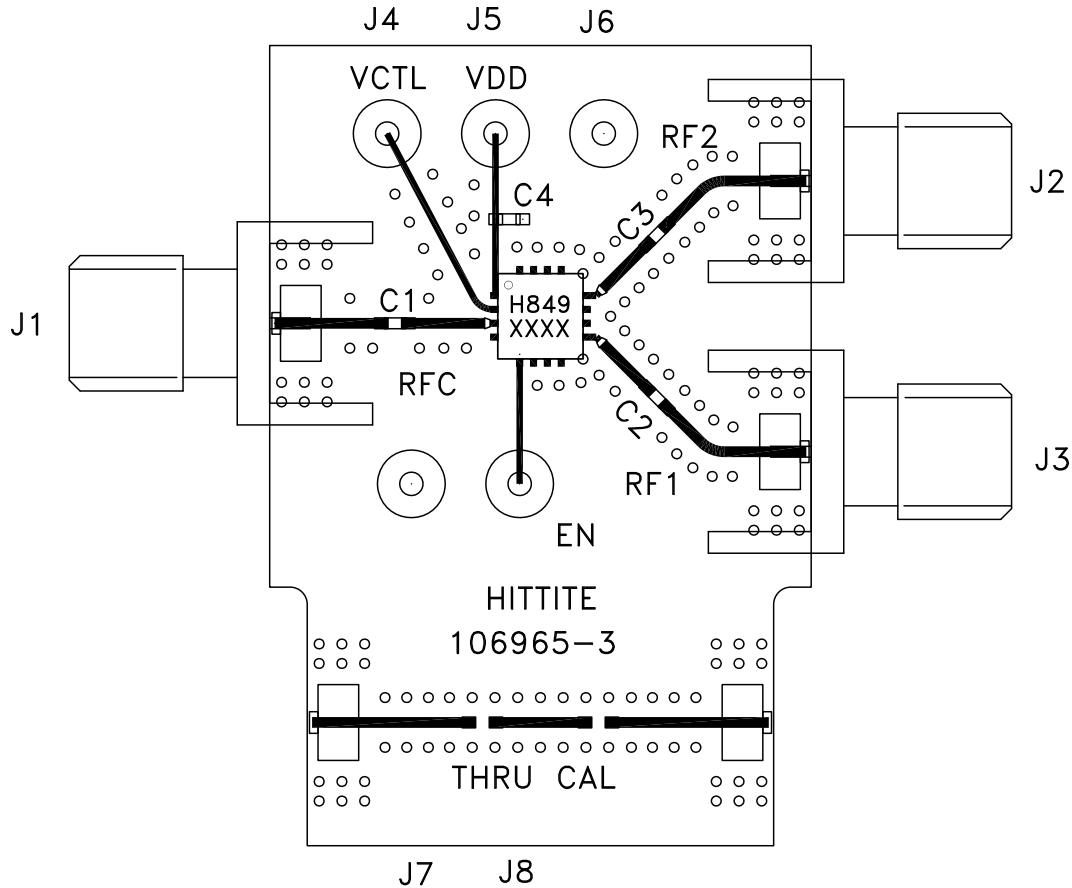 J4 J5 J6
VCTL VDD
RF2
C4
C3
J2
C1
H849
XXXX
J1
RFC
C2
RF1
J3
EN
HITTITE
106965-3
THRU CAL
J7 J8